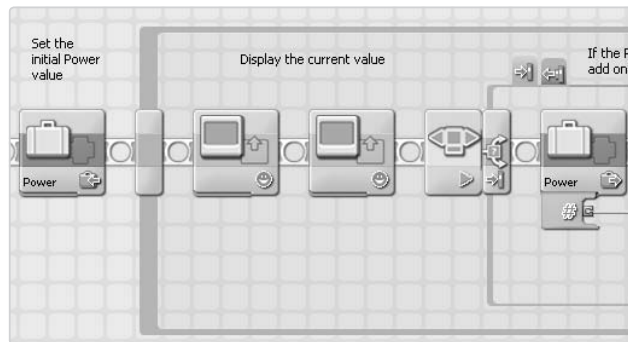 Set the
initial Power
value
Display the current value
If the P
add on
Power
Power
#